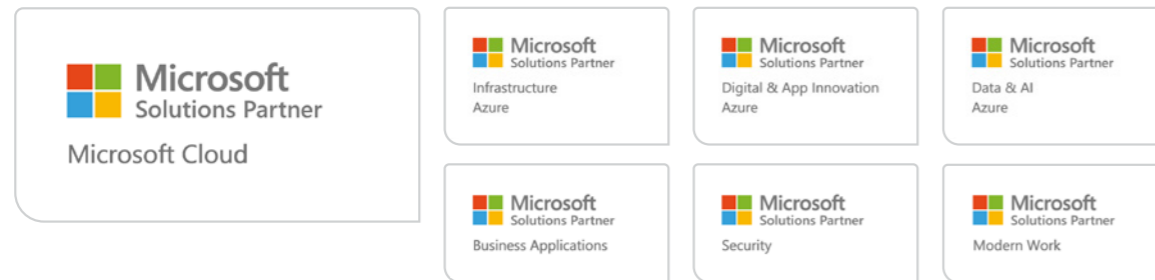 Microsoft
Solutions Partner
Microsoft Cloud
Microsoft
Solutions Partner
Infrastructure
Azure
Microsoft
Solutions Partner
Digital & App Innovation
Azure
Microsoft
Solutions Partner
Data & AI
Azure
Microsoft
Solutions Partner
Business Applications
Microsoft
Solutions Partner
Security
Microsoft
Solutions Partner
Modern Work